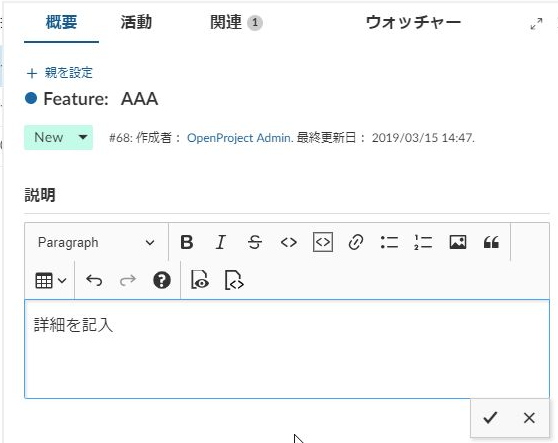 概要 活動 関連 1 ウォッチャー
+ 親を設定
Feature: AAA
New #68: 作成者： OpenProject Admin. 最終更新日： 2019/03/15 14:47.
説明
Paragraph B I S
詳細を記入